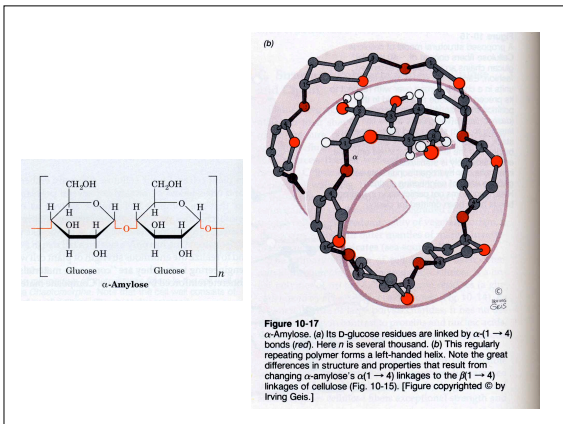 CH₂OH CH₂OH
H O H H O H
H H
OH H OH H
O O
H OH H OH
n
Glucose Glucose
α-Amylose
(b)
α
©
GEIS
Figure 10-17
α-Amylose. (a) Its D-glucose residues are linked by α-(1 → 4)
bonds (red). Here n is several thousand. (b) This regularly
repeating polymer forms a left-handed helix. Note the great
differences in structure and properties that result from
changing α-amylose's α(1 → 4) linkages to the β(1 → 4)
linkages of cellulose (Fig. 10-15). [Figure copyrighted © by
Irving Geis.]